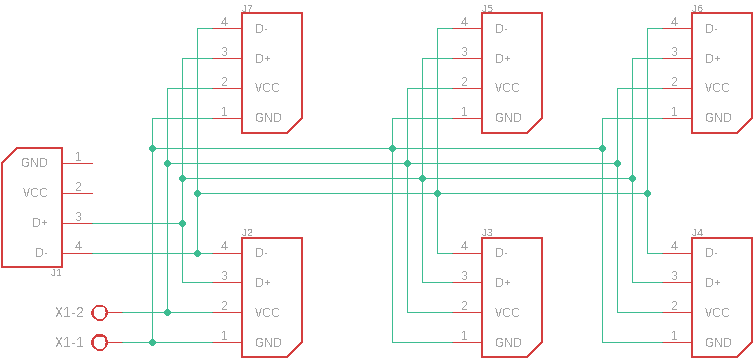 J7
4 D-
3 D+
2 VCC
1 GND
J5
4 D-
3 D+
2 VCC
1 GND
J6
4 D-
3 D+
2 VCC
1 GND
GND 1
VCC 2
D+ 3
D- 4
J1
X1-2
X1-1
J2
4 D-
3 D+
2 VCC
1 GND
J3
4 D-
3 D+
2 VCC
1 GND
J4
4 D-
3 D+
2 VCC
1 GND